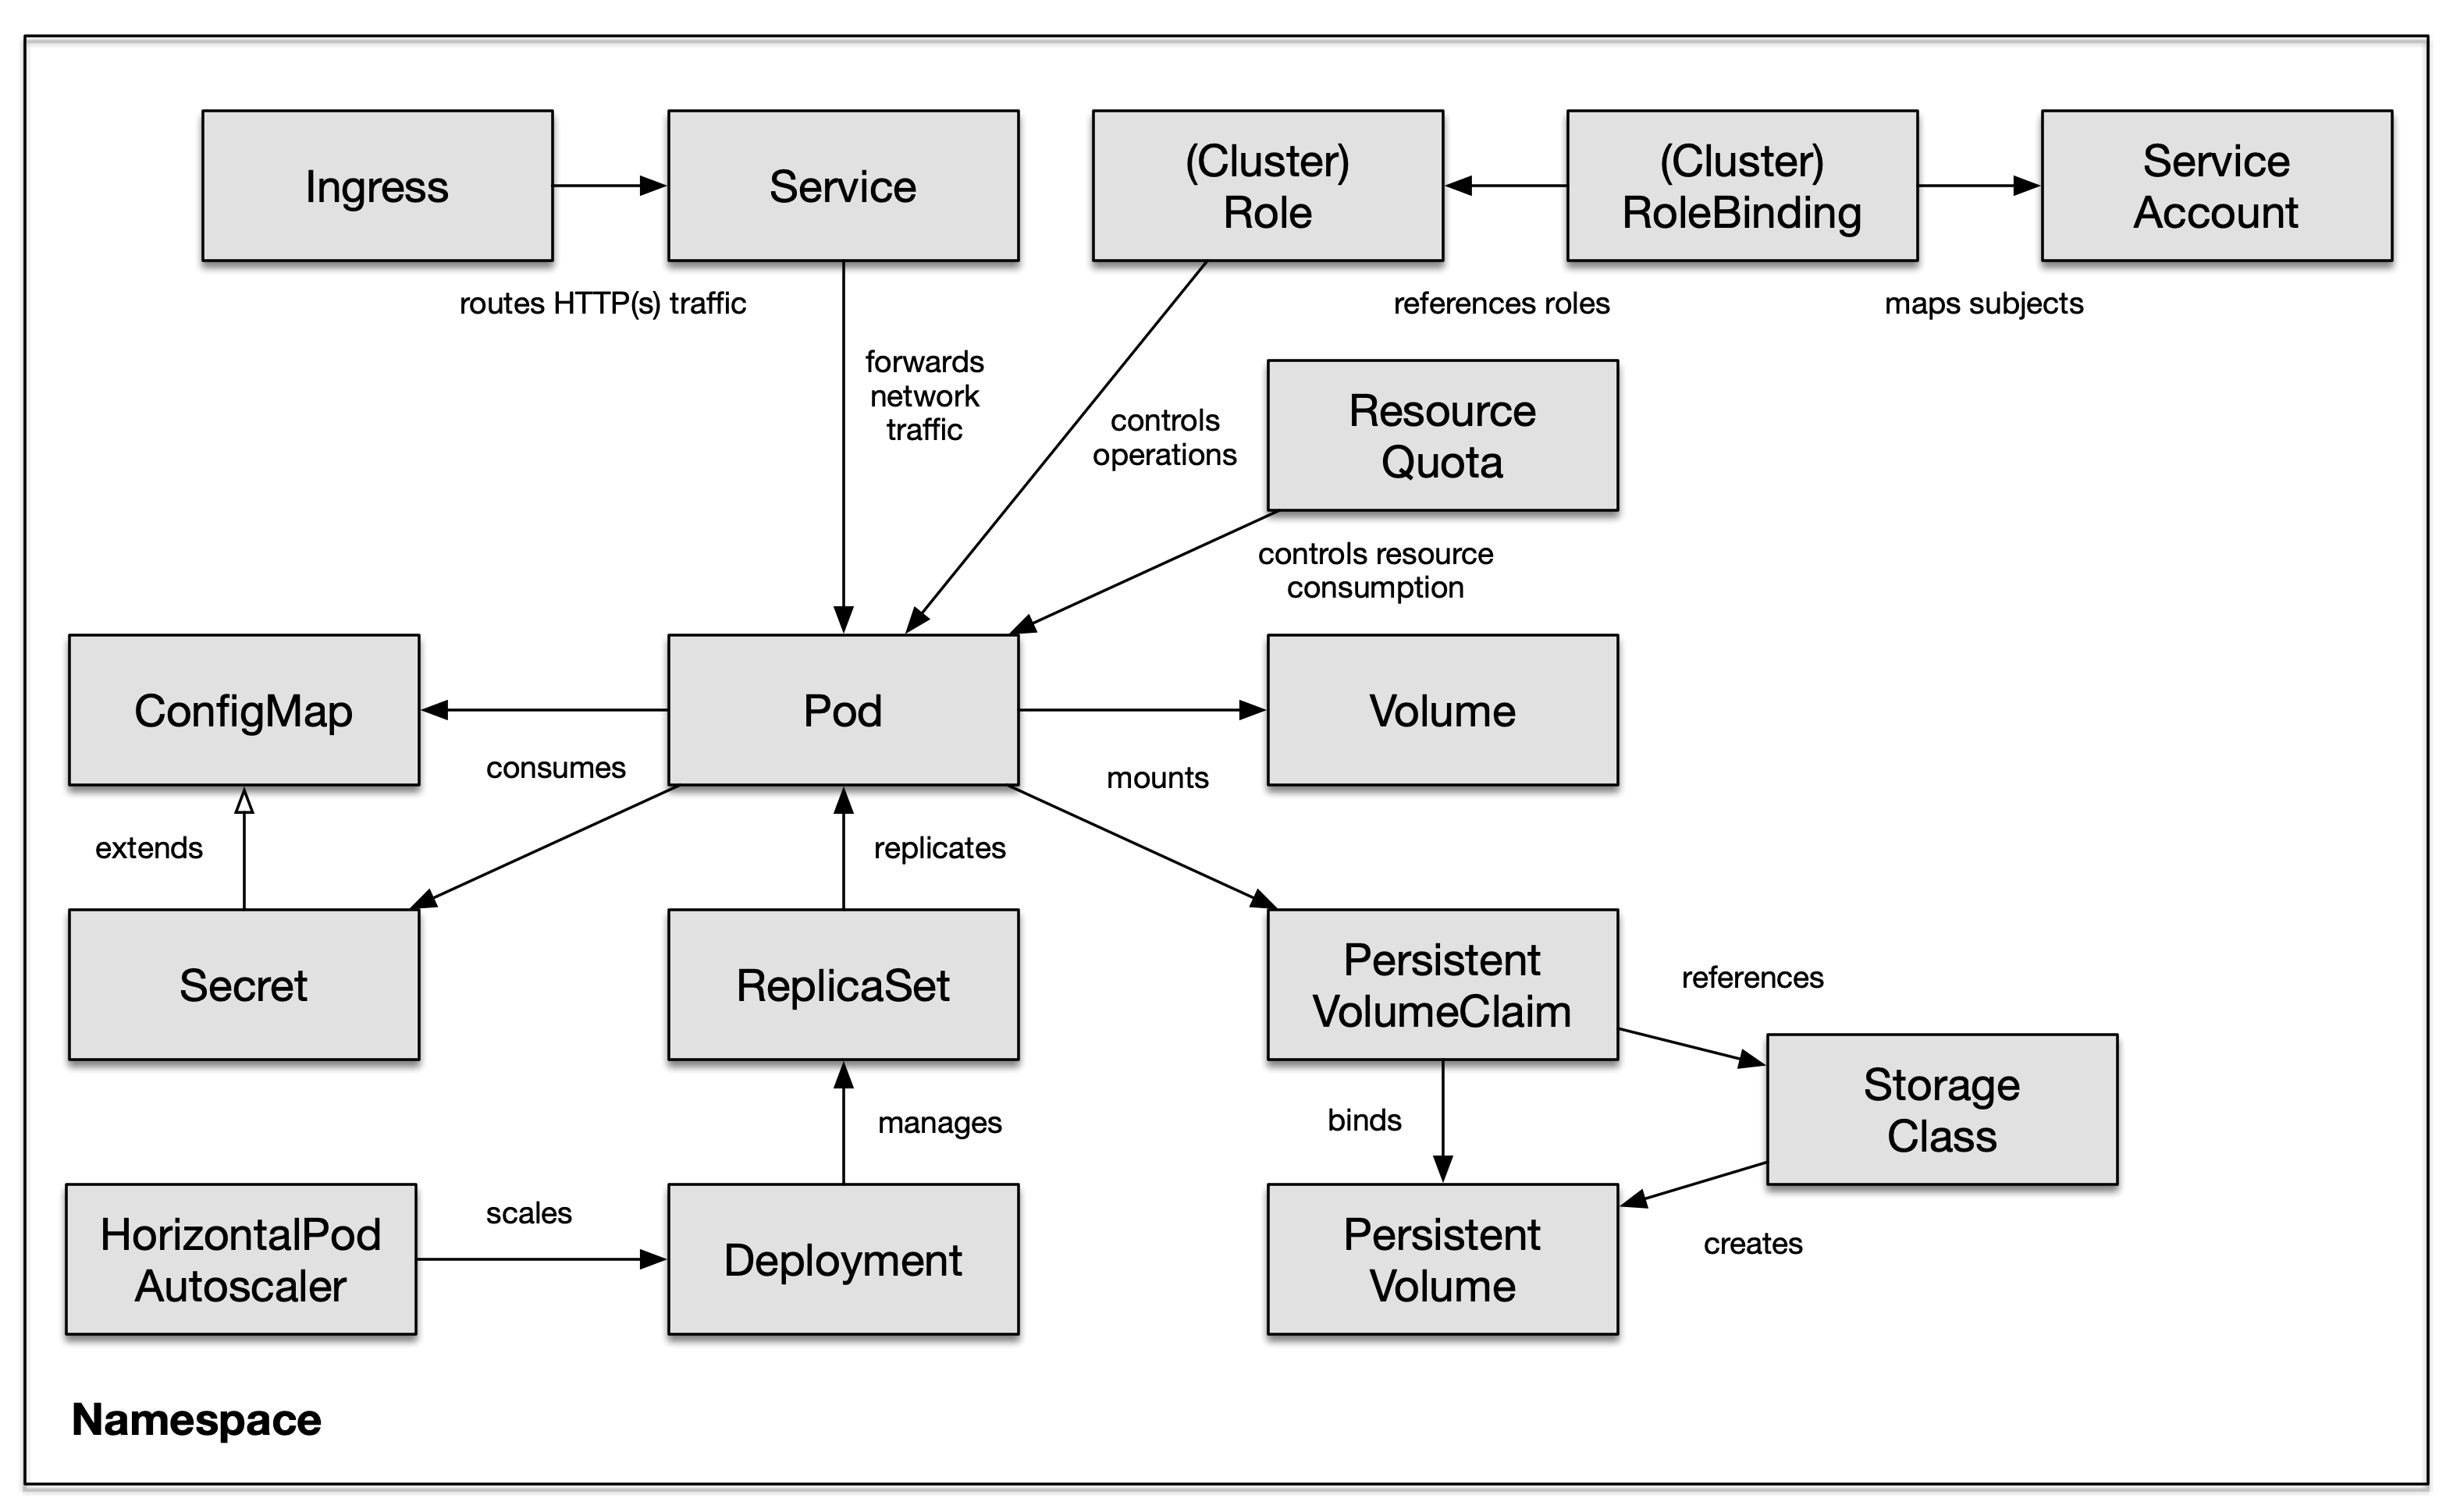 Ingress
Service
(Cluster)
Role
(Cluster)
RoleBinding
Service
Account
routes HTTP(s) traffic
references roles
maps subjects
forwards
network
traffic
controls
operations
Resource
Quota
controls resource
consumption
ConfigMap
Pod
Volume
consumes
mounts
extends
replicates
Secret
ReplicaSet
Persistent
VolumeClaim
references
Storage
Class
manages
binds
HorizontalPod
Autoscaler
scales
Deployment
Persistent
Volume
creates
Namespace